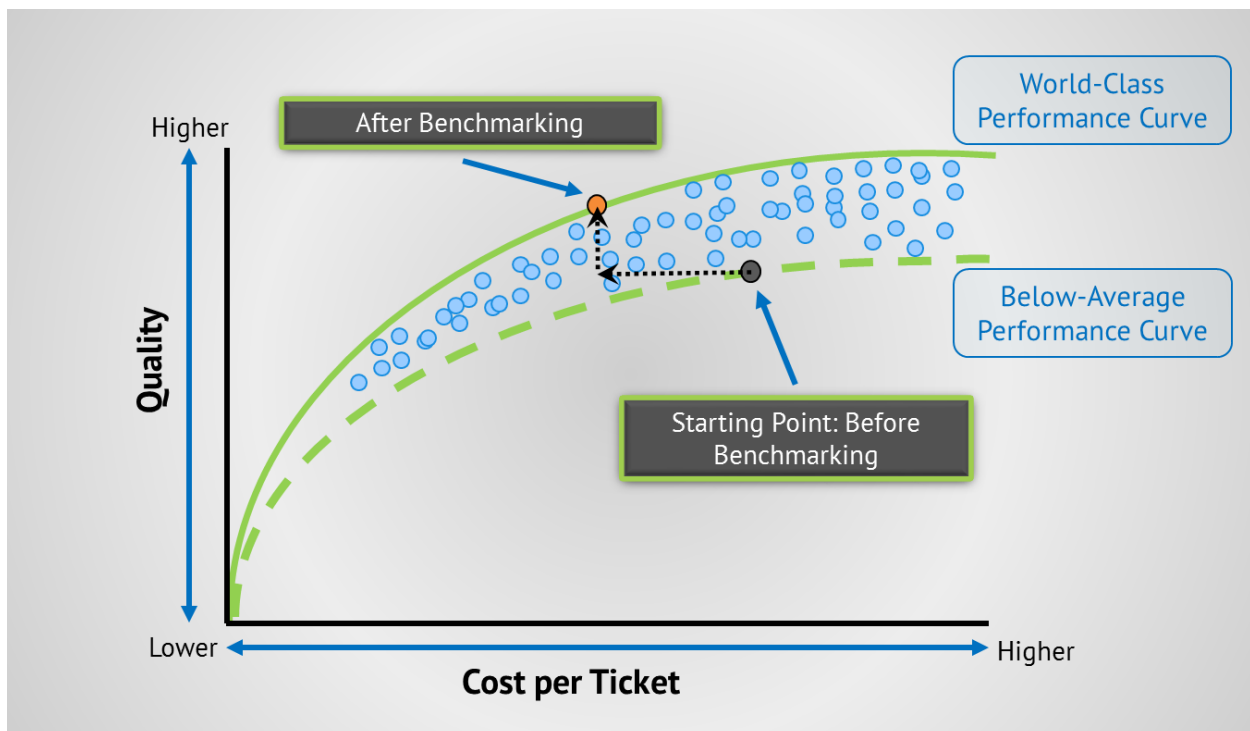 World-Class
Performance Curve
After Benchmarking
Higher
Below-Average
Performance Curve
Quality
Starting Point: Before
Benchmarking
Lower
Higher
Cost per Ticket